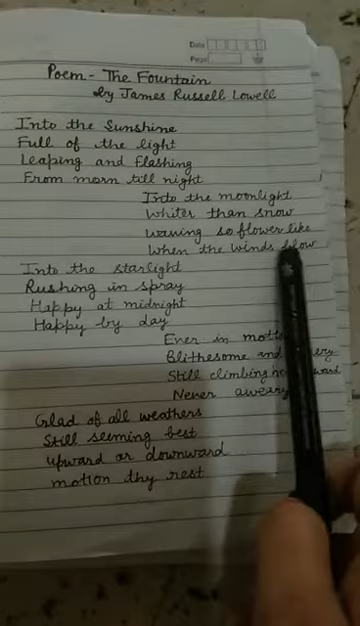 Date
Page
Poem - The Fountain
by James Russell Lowell
Into the Sunshine
Full of the light
Leaping and flashing
From morn till night
Into the moonlight
Whiter than snow
waving so flower like
When the winds blow
Into the starlight
Rushing in spray
Happy at midnight
Happy by day
Ever in
Blithesome and
Still climbing
Never aweary
Glad of all weathers
Still seeming best
upward or downward
motion thy rest